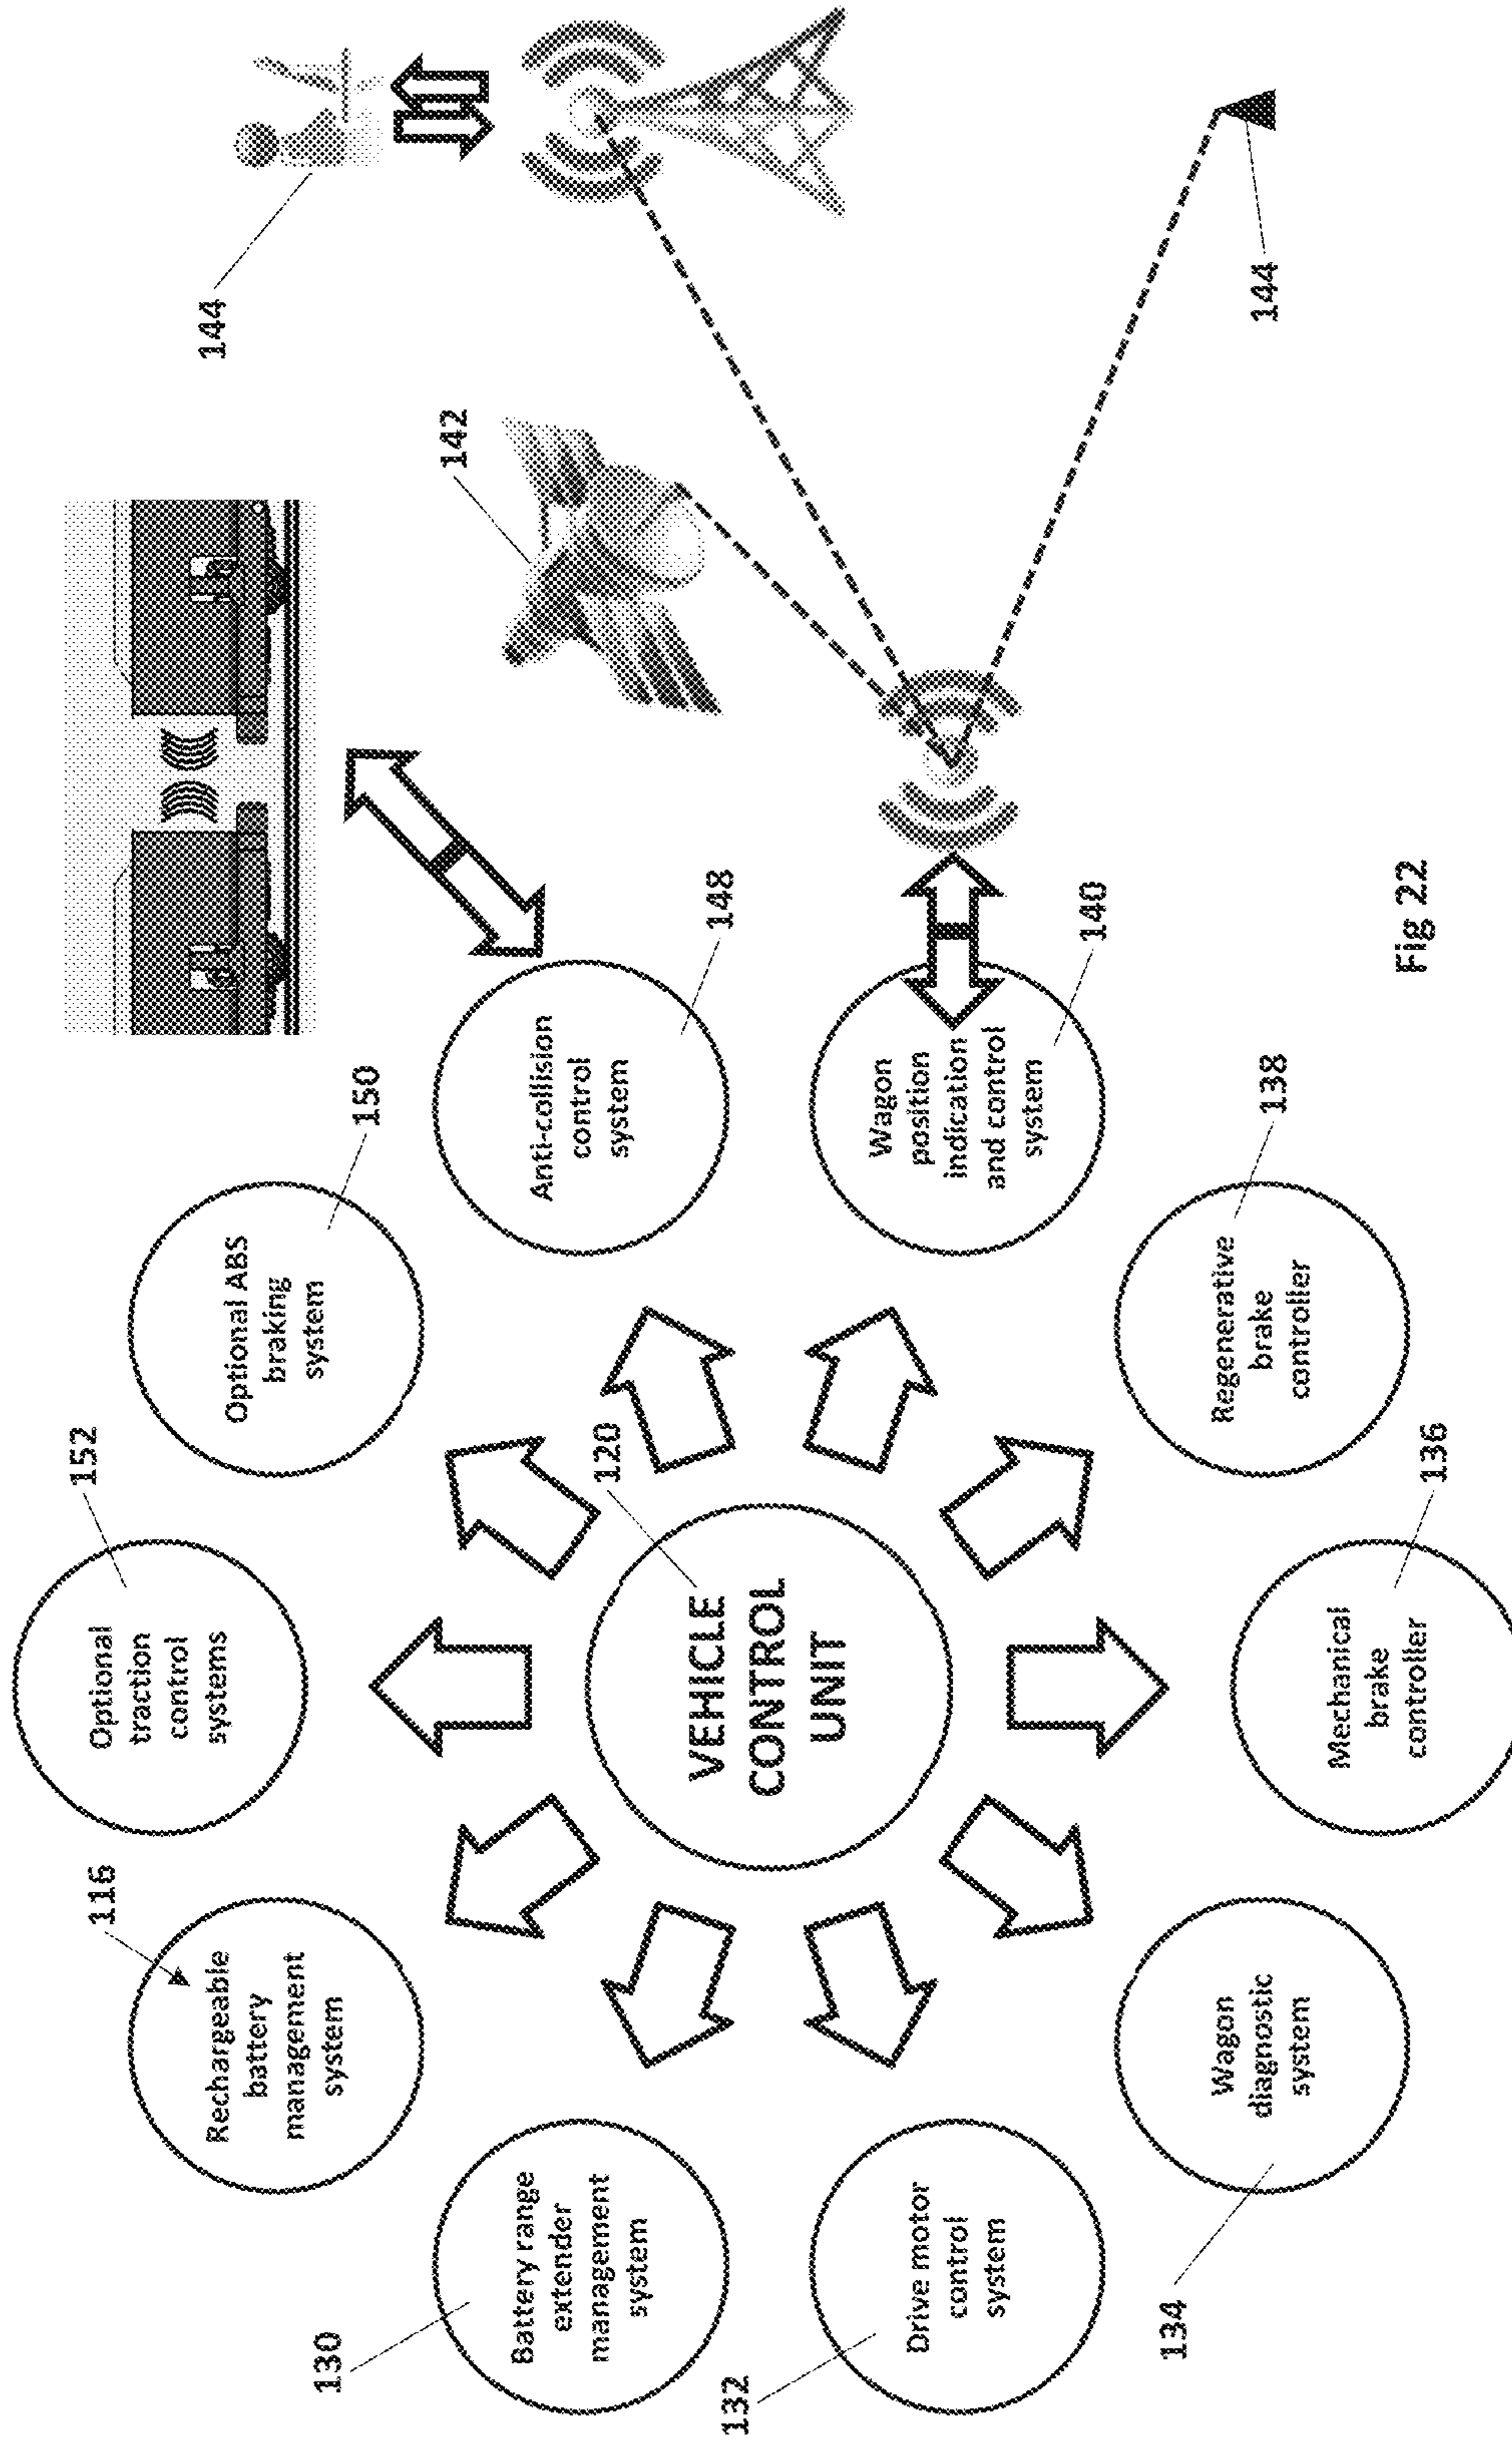 152
Optional
traction
control
systems
150
Optional ABS
braking
system
148
Anti-collision
control
system
140
Wagon
position
indication
and control
system
138
Regenerative
brake
controller
136
Mechanical
brake
controller
134
Wagon
diagnostic
system
132
Drive motor
control
system
130
Battery range
extender
management
system
116
Rechargeable
battery
management
system
120
VEHICLE
CONTROL
UNIT
142
144
144
Fig 22